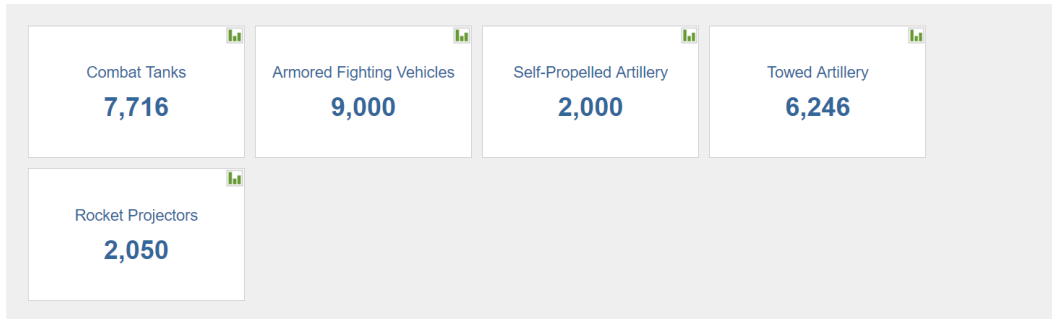 Combat Tanks
7,716
Armored Fighting Vehicles
9,000
Self-Propelled Artillery
2,000
Towed Artillery
6,246
Rocket Projectors
2,050